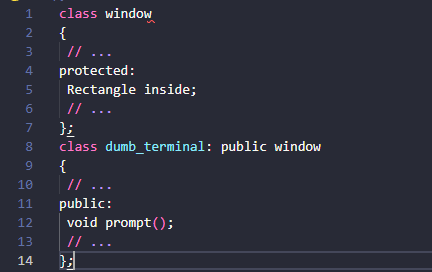 1 class window
2 {
3  // ...
4 protected:
5  Rectangle inside;
6  // ...
7 };
8 class dumb_terminal: public window
9 {
10  // ...
11 public:
12  void prompt();
13  // ...
14 };